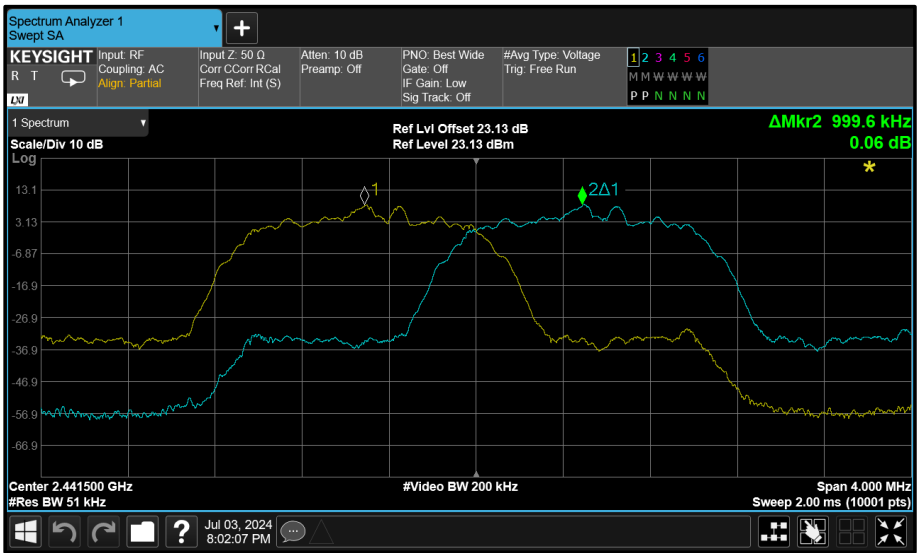 Spectrum Analyzer 1
Swept SA
+
KEYSIGHT
R T
LXI
Input: RF
Coupling: AC
Align: Partial
Input Z: 50 Ω
Corr CCorr RCal
Freq Ref: Int (S)
Atten: 10 dB
Preamp: Off
PNO: Best Wide
Gate: Off
IF Gain: Low
Sig Track: Off
#Avg Type: Voltage
Trig: Free Run
1 2 3 4 5 6
M M W W W W
P P N N N N
1 Spectrum
Scale/Div 10 dB
Ref Lvl Offset 23.13 dB
Ref Level 23.13 dBm
ΔMkr2 999.6 kHz
0.06 dB
*
Log
13.1
3.13
-6.87
-16.9
-26.9
-36.9
-46.9
-56.9
-66.9
1
2Δ1
Center 2.441500 GHz
#Video BW 200 kHz
Span 4.000 MHz
#Res BW 51 kHz
Sweep 2.00 ms (10001 pts)
?
Jul 03, 2024
8:02:07 PM